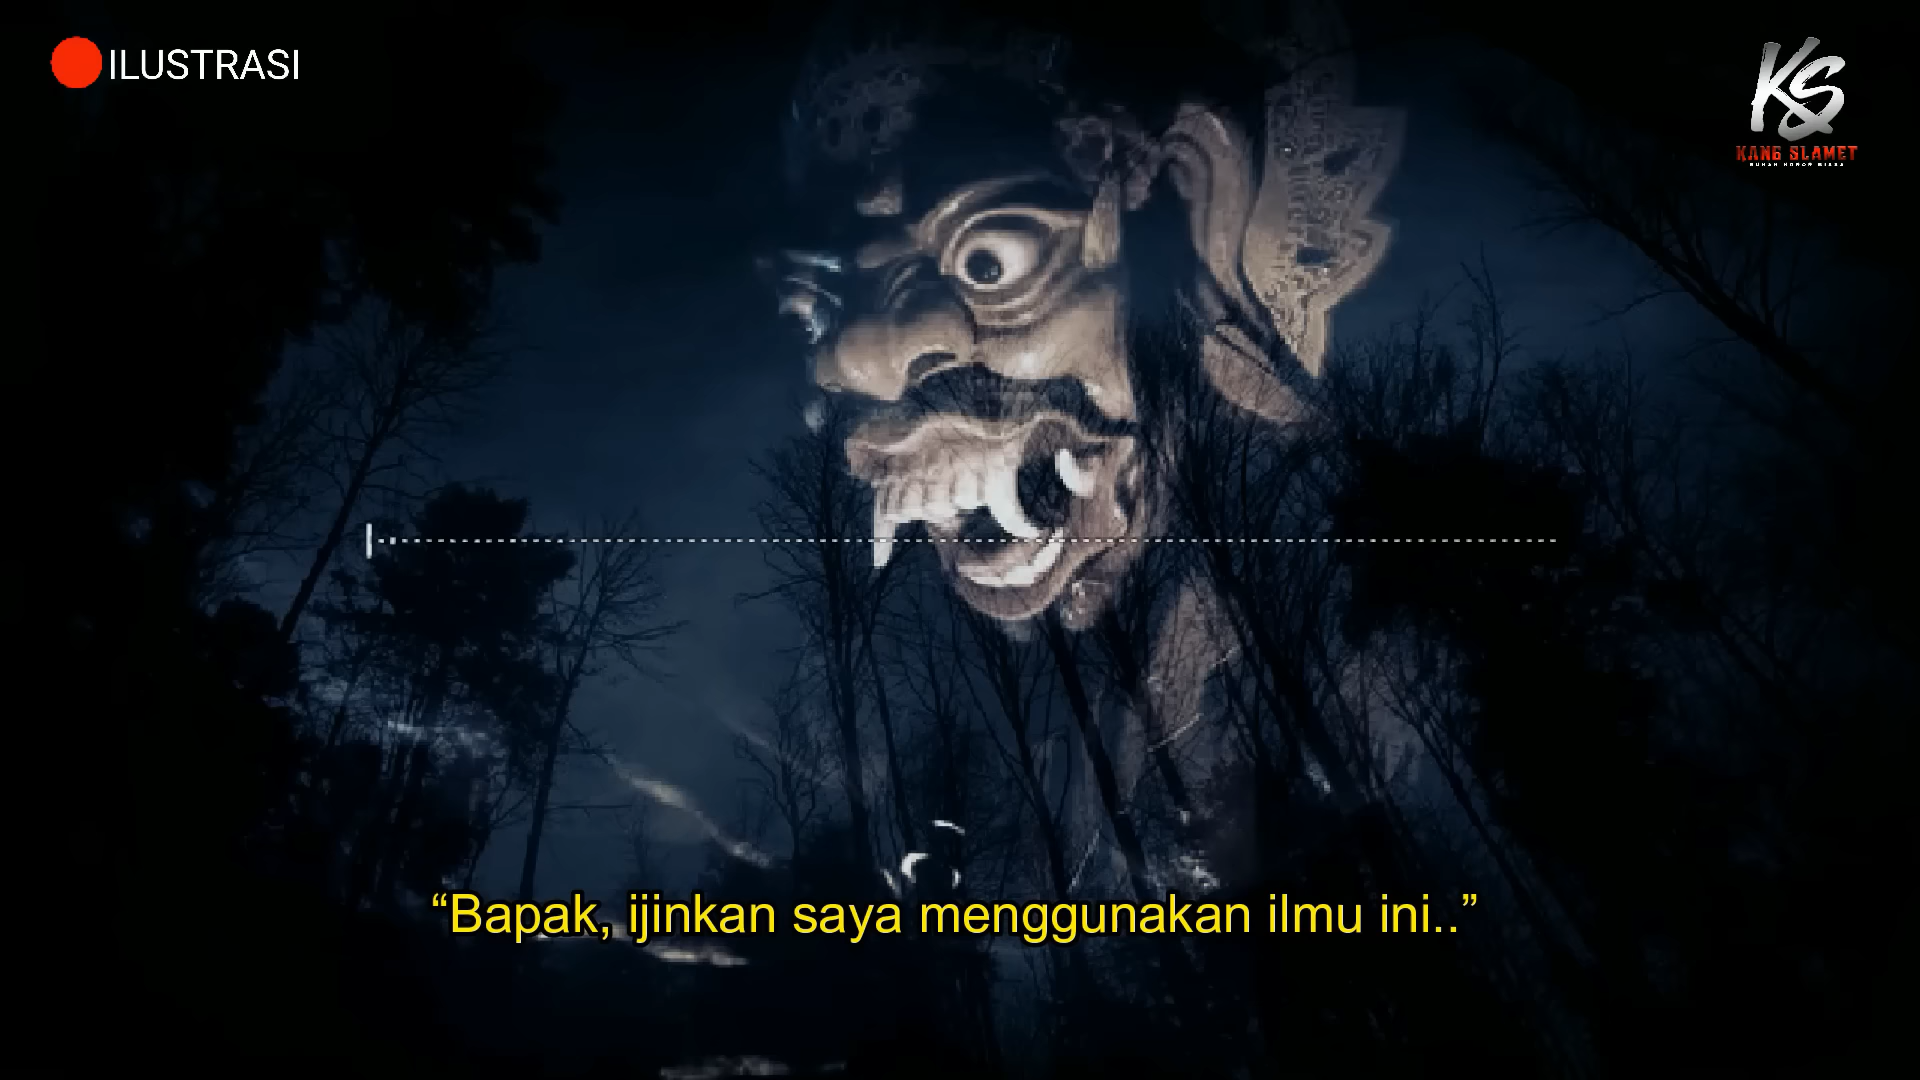 ILUSTRASI
KS
KANG SLAMET
“Bapak, ijinkan saya menggunakan ilmu ini..”